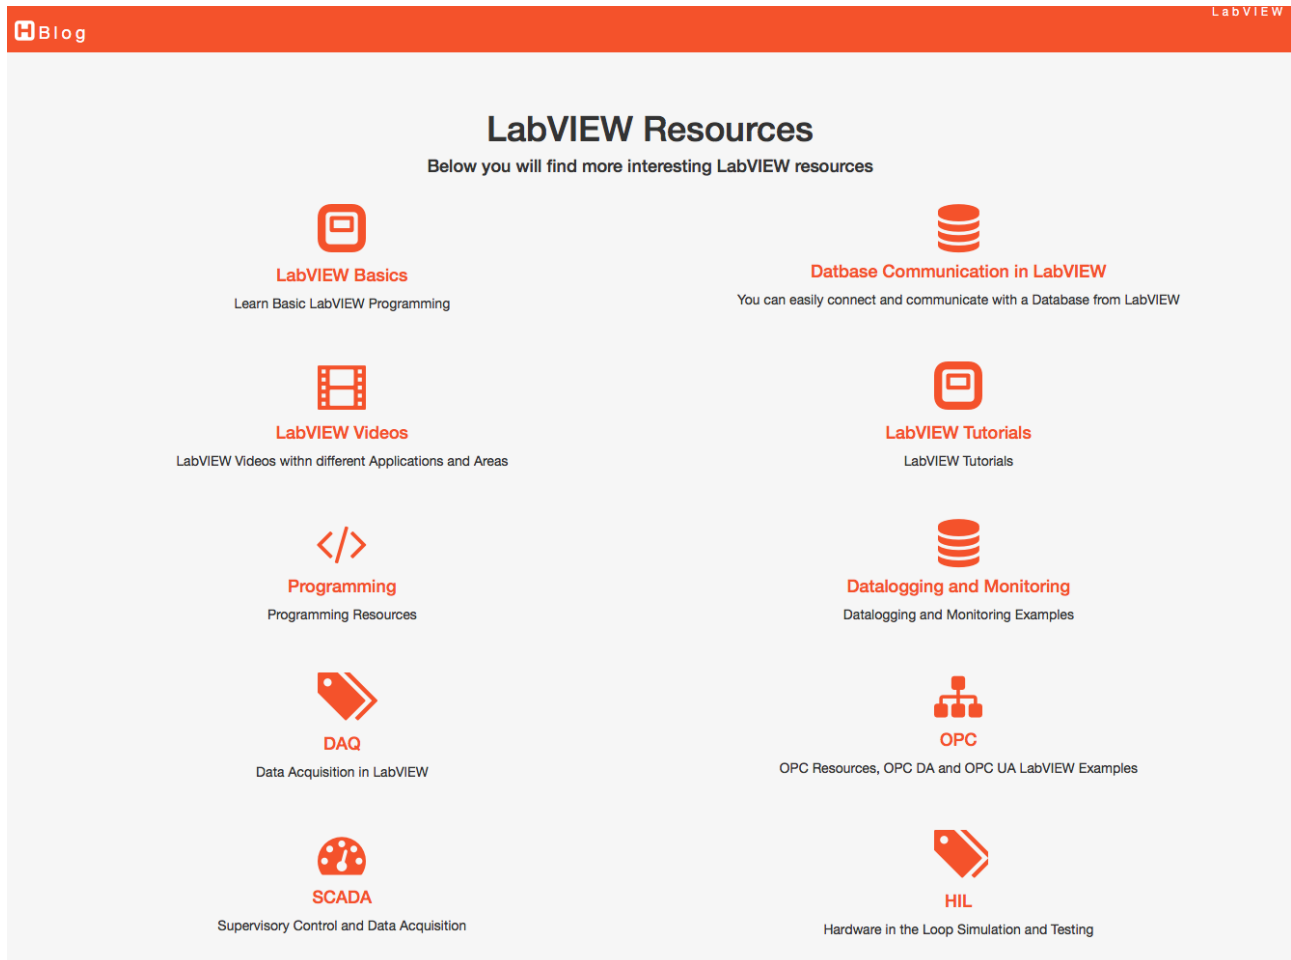 LabVIEW
H Blog
LabVIEW Resources
Below you will find more interesting LabVIEW resources
LabVIEW Basics
Learn Basic LabVIEW Programming
Datbase Communication in LabVIEW
You can easily connect and communicate with a Database from LabVIEW
LabVIEW Videos
LabVIEW Videos withn different Applications and Areas
LabVIEW Tutorials
LabVIEW Tutorials
Programming
Programming Resources
Datalogging and Monitoring
Datalogging and Monitoring Examples
DAQ
Data Acquisition in LabVIEW
OPC
OPC Resources, OPC DA and OPC UA LabVIEW Examples
SCADA
Supervisory Control and Data Acquisition
HIL
Hardware in the Loop Simulation and Testing